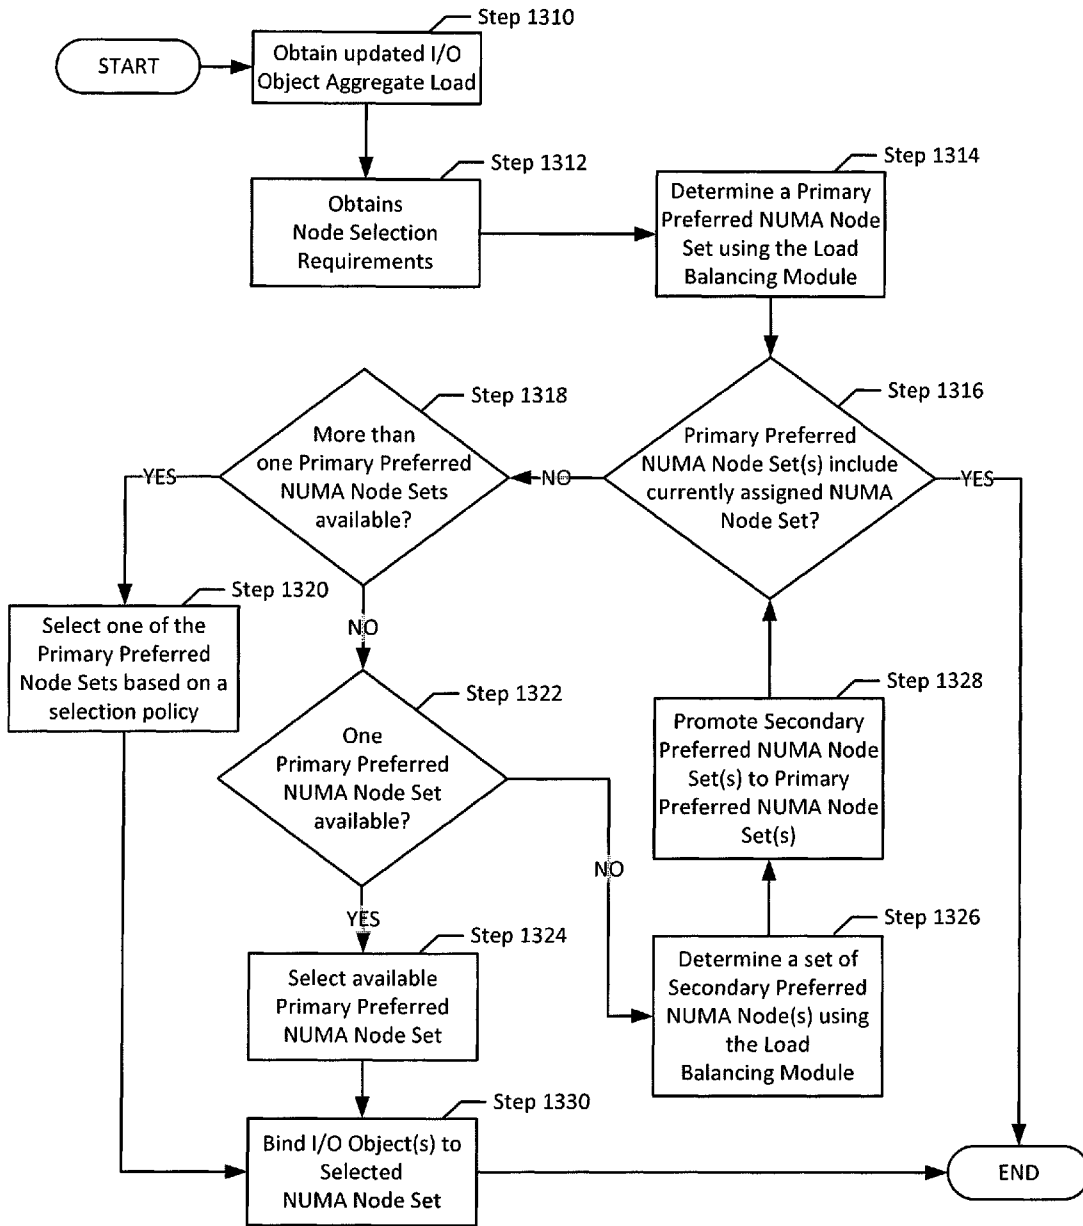 Step 1310
START
Obtain updated I/O
Object Aggregate Load
Step 1312
Obtains
Node Selection
Requirements
Step 1314
Determine a Primary
Preferred NUMA Node
Set using the Load
Balancing Module
Step 1316
Primary Preferred
NUMA Node Set(s) include
currently assigned NUMA
Node Set?
YES
NO
Step 1318
More than
one Primary Preferred
NUMA Node Sets
available?
YES
NO
Step 1320
Select one of the
Primary Preferred
Node Sets based on a
selection policy
Step 1322
One
Primary Preferred
NUMA Node Set
available?
NO
YES
Step 1328
Promote Secondary
Preferred NUMA Node
Set(s) to Primary
Preferred NUMA Node
Set(s)
Step 1324
Select available
Primary Preferred
NUMA Node Set
Step 1326
Determine a set of
Secondary Preferred
NUMA Node(s) using
the Load
Balancing Module
Step 1330
Bind I/O Object(s) to
Selected
NUMA Node Set
END